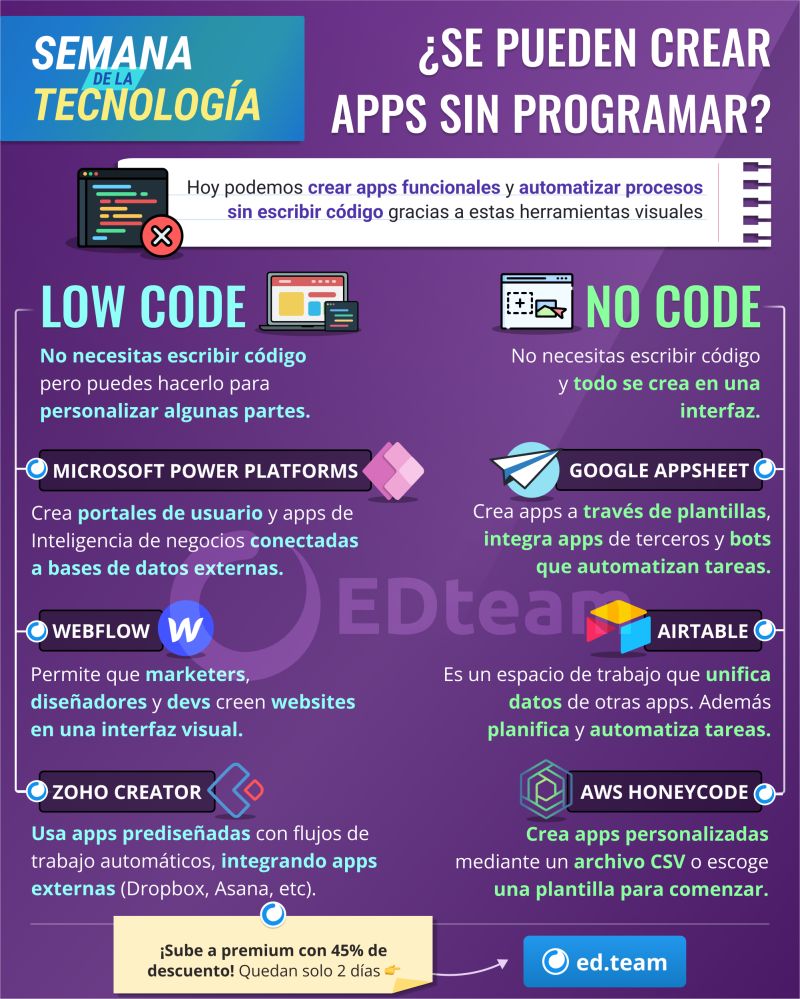 SEMANA
DE LA
TECNOLOGÍA
¿SE PUEDEN CREAR
APPS SIN PROGRAMAR?
Hoy podemos crear apps funcionales y automatizar procesos
sin escribir código gracias a estas herramientas visuales
LOW CODE
No necesitas escribir código
pero puedes hacerlo para
personalizar algunas partes.
MICROSOFT POWER PLATFORMS
Crea portales de usuario y apps de
Inteligencia de negocios conectadas
a bases de datos externas.
WEBFLOW
Permite que marketers,
diseñadores y devs creen websites
en una interfaz visual.
ZOHO CREATOR
Usa apps prediseñadas con flujos de
trabajo automáticos, integrando apps
externas (Dropbox, Asana, etc).
NO CODE
No necesitas escribir código
y todo se crea en una
interfaz.
GOOGLE APPSHEET
Crea apps a través de plantillas,
integra apps de terceros y bots
que automatizan tareas.
AIRTABLE
Es un espacio de trabajo que unifica
datos de otras apps. Además
planifica y automatiza tareas.
AWS HONEYCODE
Crea apps personalizadas
mediante un archivo CSV o escoge
una plantilla para comenzar.
EDteam
¡Sube a premium con 45% de
descuento! Quedan solo 2 días 👉
ed.team